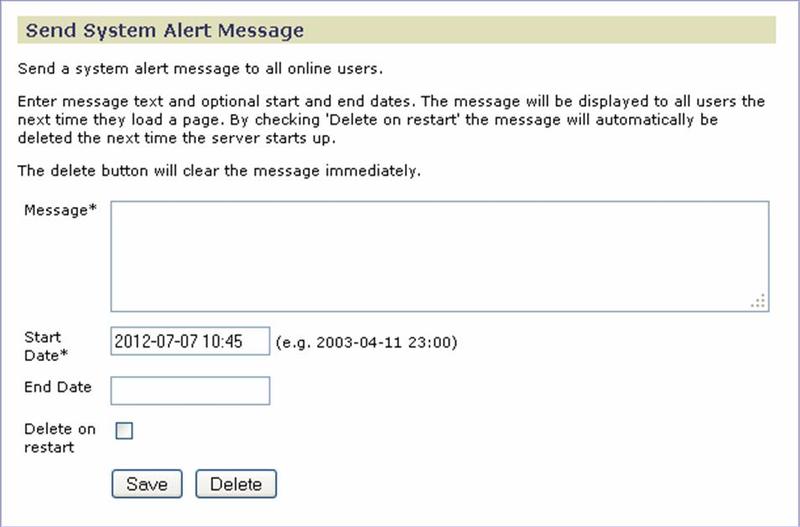 Send System Alert Message
Send a system alert message to all online users.
Enter message text and optional start and end dates. The message will be displayed to all users the
next time they load a page. By checking 'Delete on restart' the message will automatically be
deleted the next time the server starts up.
The delete button will clear the message immediately.
Message*
Start
Date*
2012-07-07 10:45 (e.g. 2003-04-11 23:00)
End Date
Delete on
restart
Save Delete